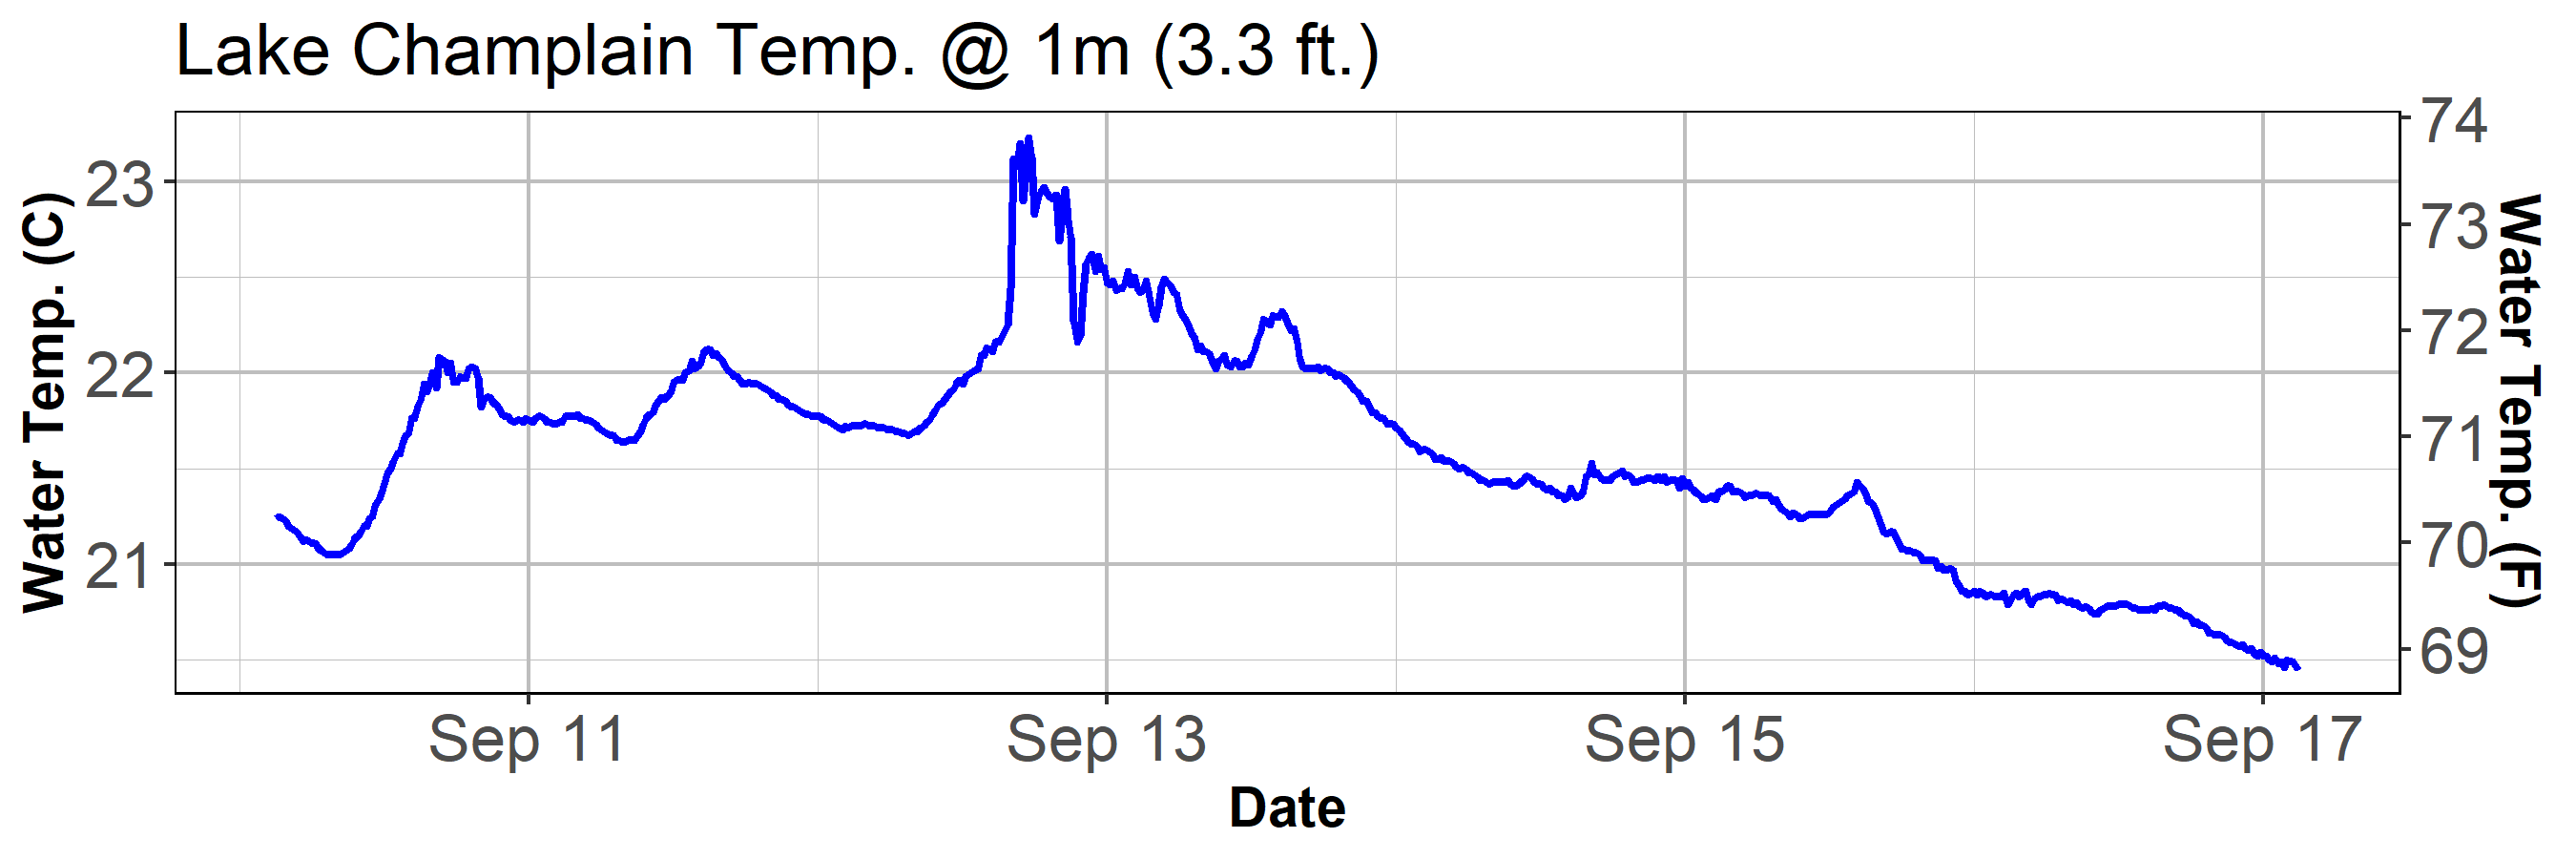 Lake Champlain Temp. @ 1m (3.3 ft.)
Water Temp. (C)
23
22
21
74
73
72
71
70
69
Water Temp. (F)
Sep 11
Sep 13
Sep 15
Sep 17
Date